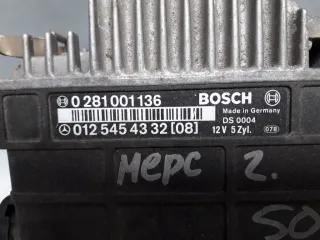 0 281 001 136 BOSCH
Made in Germany
DS 0004
012 545 43 32 [08] 12 V 5 Zyl. 078
мерс 2.
SO